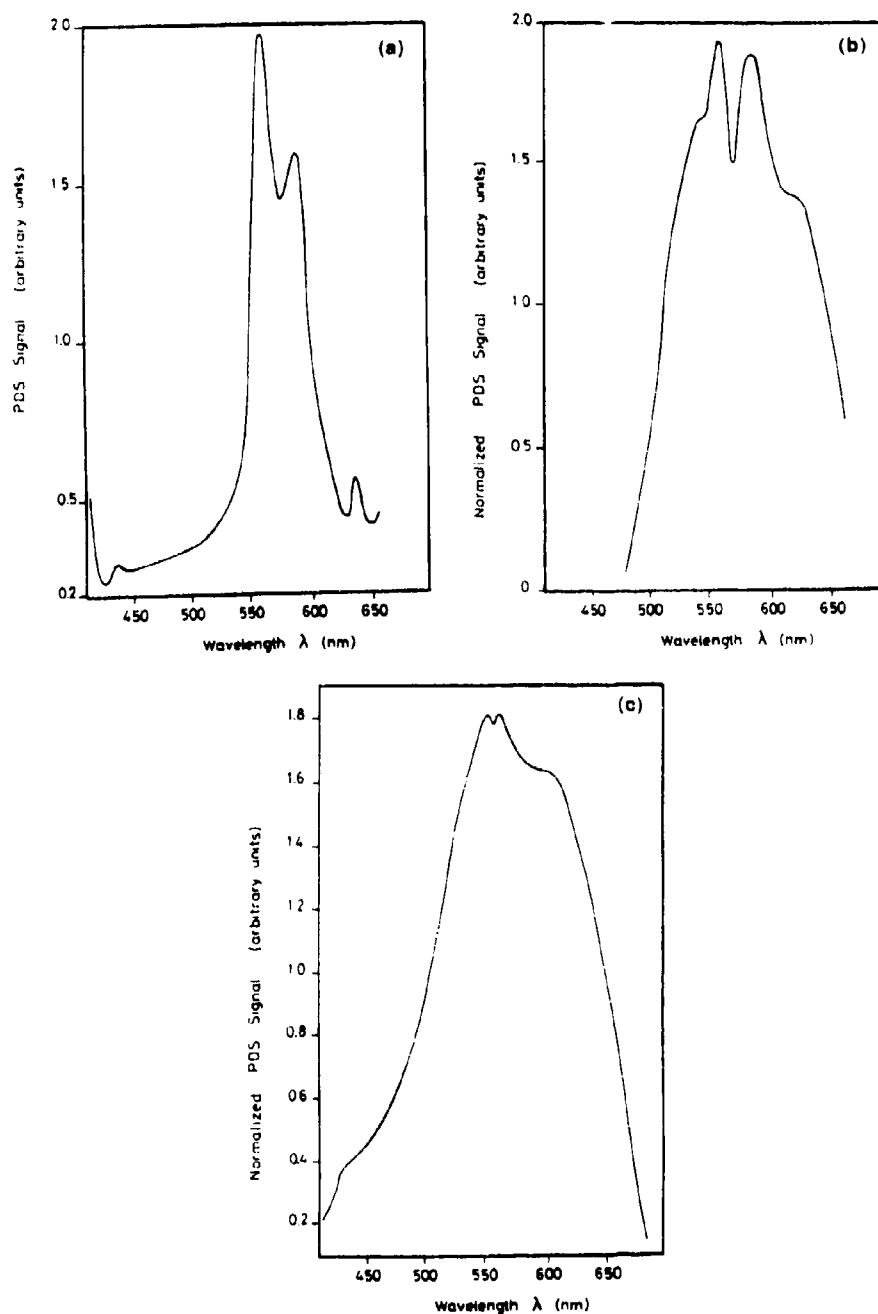 (a)
2.0
1.5
1.0
0.5
0.2
PDS Signal (arbitrary units)
450 500 550 600 650
Wavelength λ (nm)
(b)
2.0
1.5
1.0
0.5
0
Normalized PDS Signal (arbitrary units)
450 500 550 600 650
Wavelength λ (nm)
(c)
1.8
1.6
1.4
1.2
1.0
0.8
0.6
0.4
0.2
Normalized PDS Signal (arbitrary units)
450 500 550 600 650
Wavelength λ (nm)